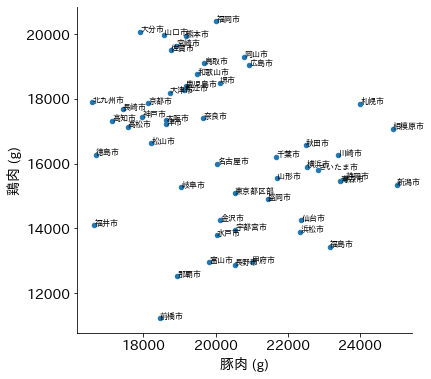 20000
18000
16000
14000
12000
鶏肉 (g)
福岡市
大分市
山口市
熊本市
宮崎市
岡山市
広島市
鳥取市
和歌山市
堺市
鹿児島市
大津市
北九州市
京都市
長崎市
神戸市
高知市
高松市
大阪市
津市
奈良市
札幌市
相模原市
松山市
徳島市
秋田市
川崎市
千葉市
横浜市
さいたま市
名古屋市
山形市
静岡市
新潟市
岐阜市
東京都区部
盛岡市
福井市
金沢市
仙台市
宇都宮市
浜松市
水戸市
福島市
富山市
長野市
甲府市
那覇市
前橋市
18000
20000
22000
24000
豚肉 (g)